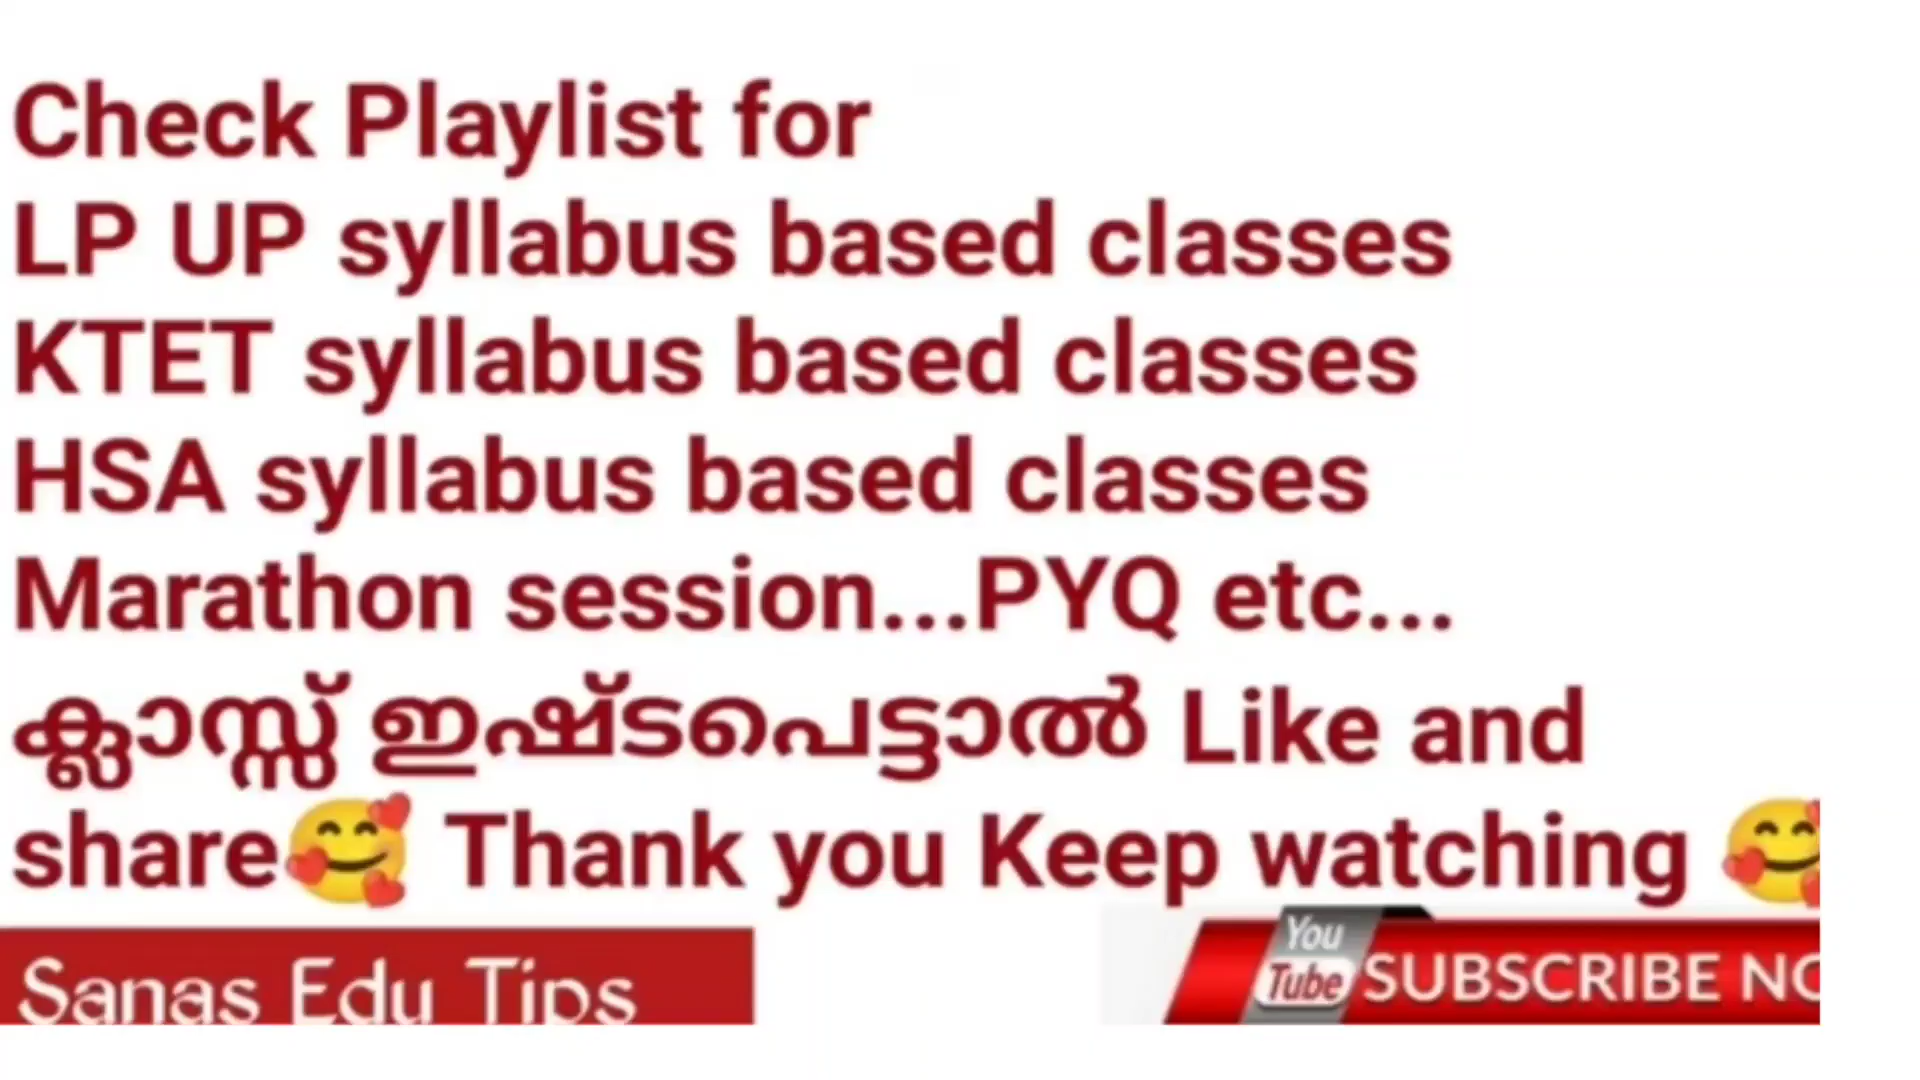 Check Playlist for
LP UP syllabus based classes
KTET syllabus based classes
HSA syllabus based classes
Marathon session...PYQ etc...
ക്ലാസ്സ് ഇഷ്ടപെട്ടാൽ Like and
share🥰 Thank you Keep watching 🥰
Sanas Edu Tips
You
Tube SUBSCRIBE NO